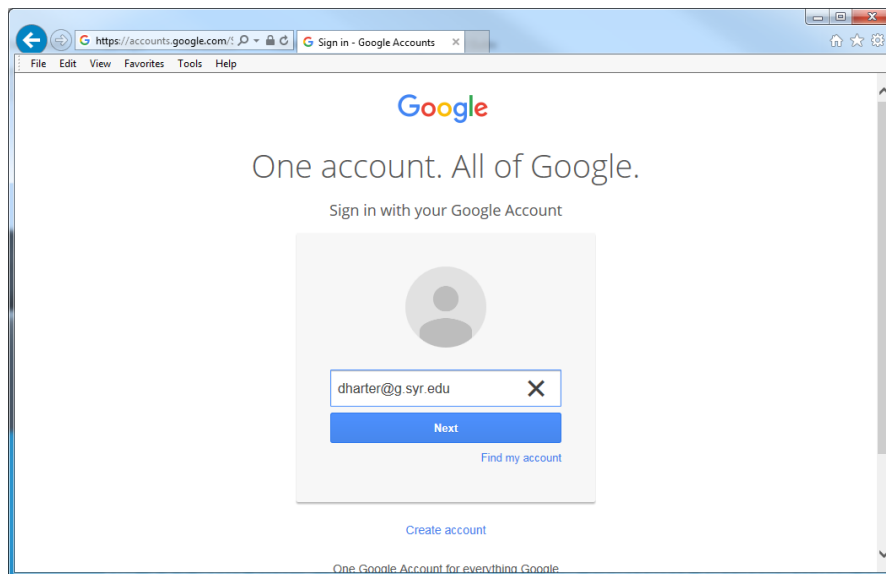 https://accounts.google.com/
Sign in - Google Accounts
File Edit View Favorites Tools Help
Google
One account. All of Google.
Sign in with your Google Account
dharter@g.syr.edu
Next
Find my account
Create account
One Google Account for everything Google